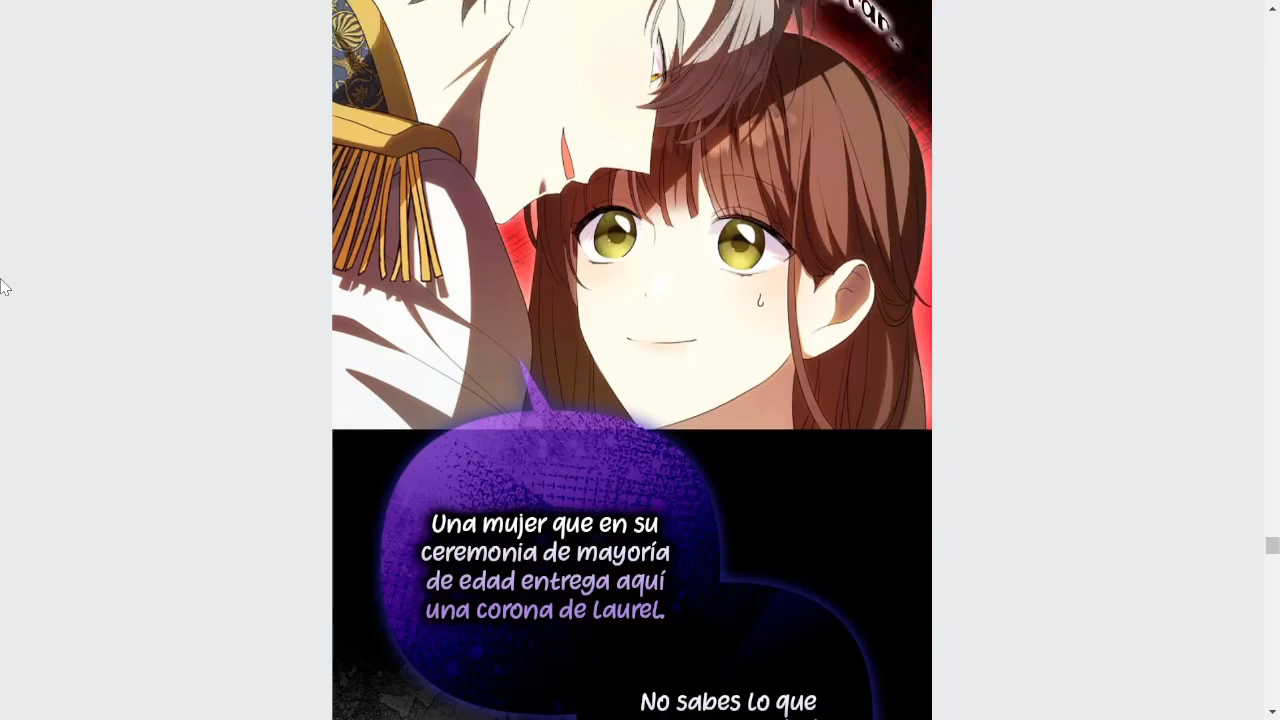 Una mujer que en su
ceremonia de mayoría
de edad entrega aquí
una corona de laurel.
No sabes lo que